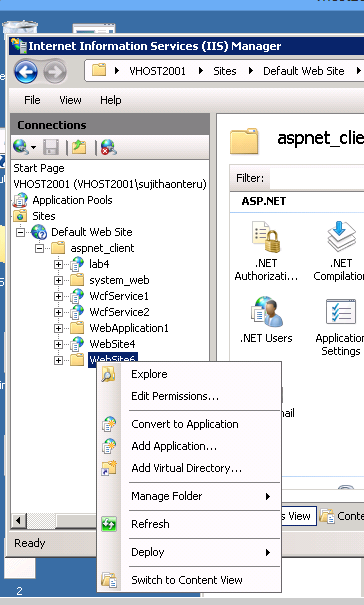 Internet Information Services (IIS) Manager
VHOST2001 Sites Default Web Site
File View Help
Connections
Start Page
VHOST2001 (VHOST2001\sujithaonteru)
Application Pools
Sites
Default Web Site
aspnet_client
lab4
system_web
WcfService1
WcfService2
WebApplication1
WebSite4
WebSite6
Explore
Edit Permissions...
Convert to Application
Add Application...
Add Virtual Directory...
Manage Folder
Refresh
Deploy
Switch to Content View
aspnet_clie
Filter:
ASP.NET
.NET Authorizati...
.NET Compilation
.NET Users
Application Settings
mail
s View Conte
Ready
2